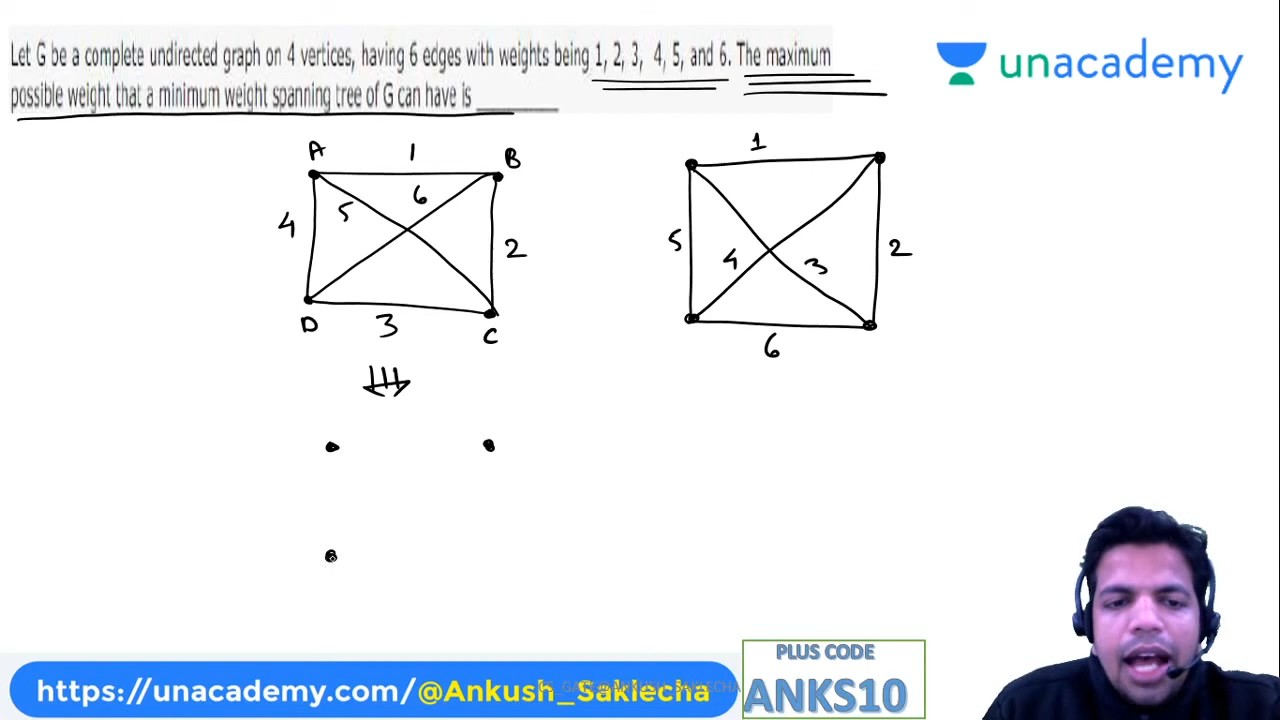 Let G be a complete undirected graph on 4 vertices, having 6 edges with weights being 1, 2, 3, 4, 5, and 6. The maximum
possible weight that a minimum weight spanning tree of G can have is __________
unacademy
A 1 B
5 6
4 2
D 3 C
1
5 4 3 2
6
PLUS CODE
ANKS10
https://unacademy.com/@Ankush_Saklecha